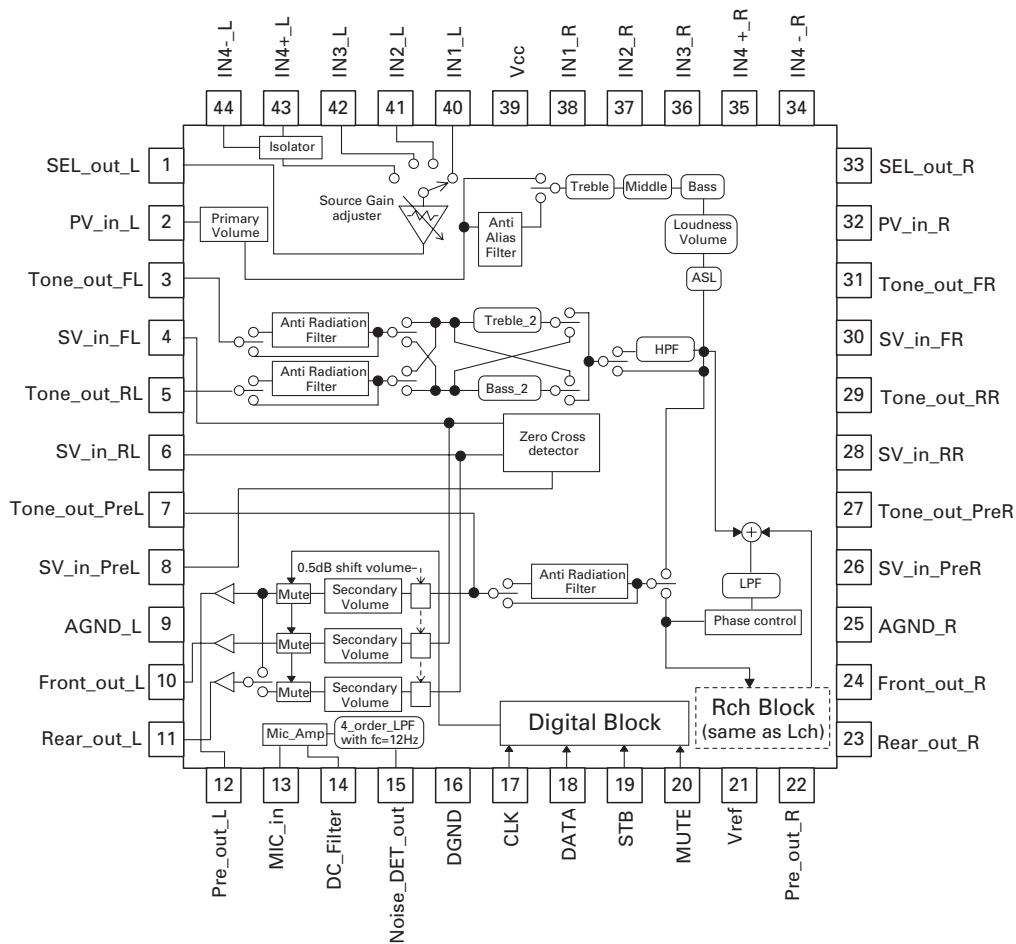 IN4-_L
IN4+_L
IN3_L
IN2_L
IN1_L
Vcc
IN1_R
IN2_R
IN3_R
IN4+_R
IN4-_R
44
43
42
41
40
39
38
37
36
35
34
SEL_out_L
1
PV_in_L
2
Tone_out_FL
3
SV_in_FL
4
Tone_out_RL
5
SV_in_RL
6
Tone_out_PreL
7
SV_in_PreL
8
AGND_L
9
Front_out_L
10
Rear_out_L
11
Isolator
Source Gain
adjuster
Primary
Volume
Anti
Alias
Filter
Treble
Middle
Bass
Loudness
Volume
ASL
Anti Radiation
Filter
Treble_2
HPF
Anti Radiation
Filter
Bass_2
Zero Cross
detector
0.5dB shift volume
Mute
Secondary
Volume
Anti Radiation
Filter
+
LPF
Phase control
Mute
Secondary
Volume
Mute
Secondary
Volume
Mic_Amp
4_order_LPF
with fc=12Hz
Digital Block
Rch Block
(same as Lch)
33
SEL_out_R
32
PV_in_R
31
Tone_out_FR
30
SV_in_FR
29
Tone_out_RR
28
SV_in_RR
27
Tone_out_PreR
26
SV_in_PreR
25
AGND_R
24
Front_out_R
23
Rear_out_R
12
13
14
15
16
17
18
19
20
21
22
Pre_out_L
MIC_in
DC_Filter
Noise_DET_out
DGND
CLK
DATA
STB
MUTE
Vref
Pre_out_R